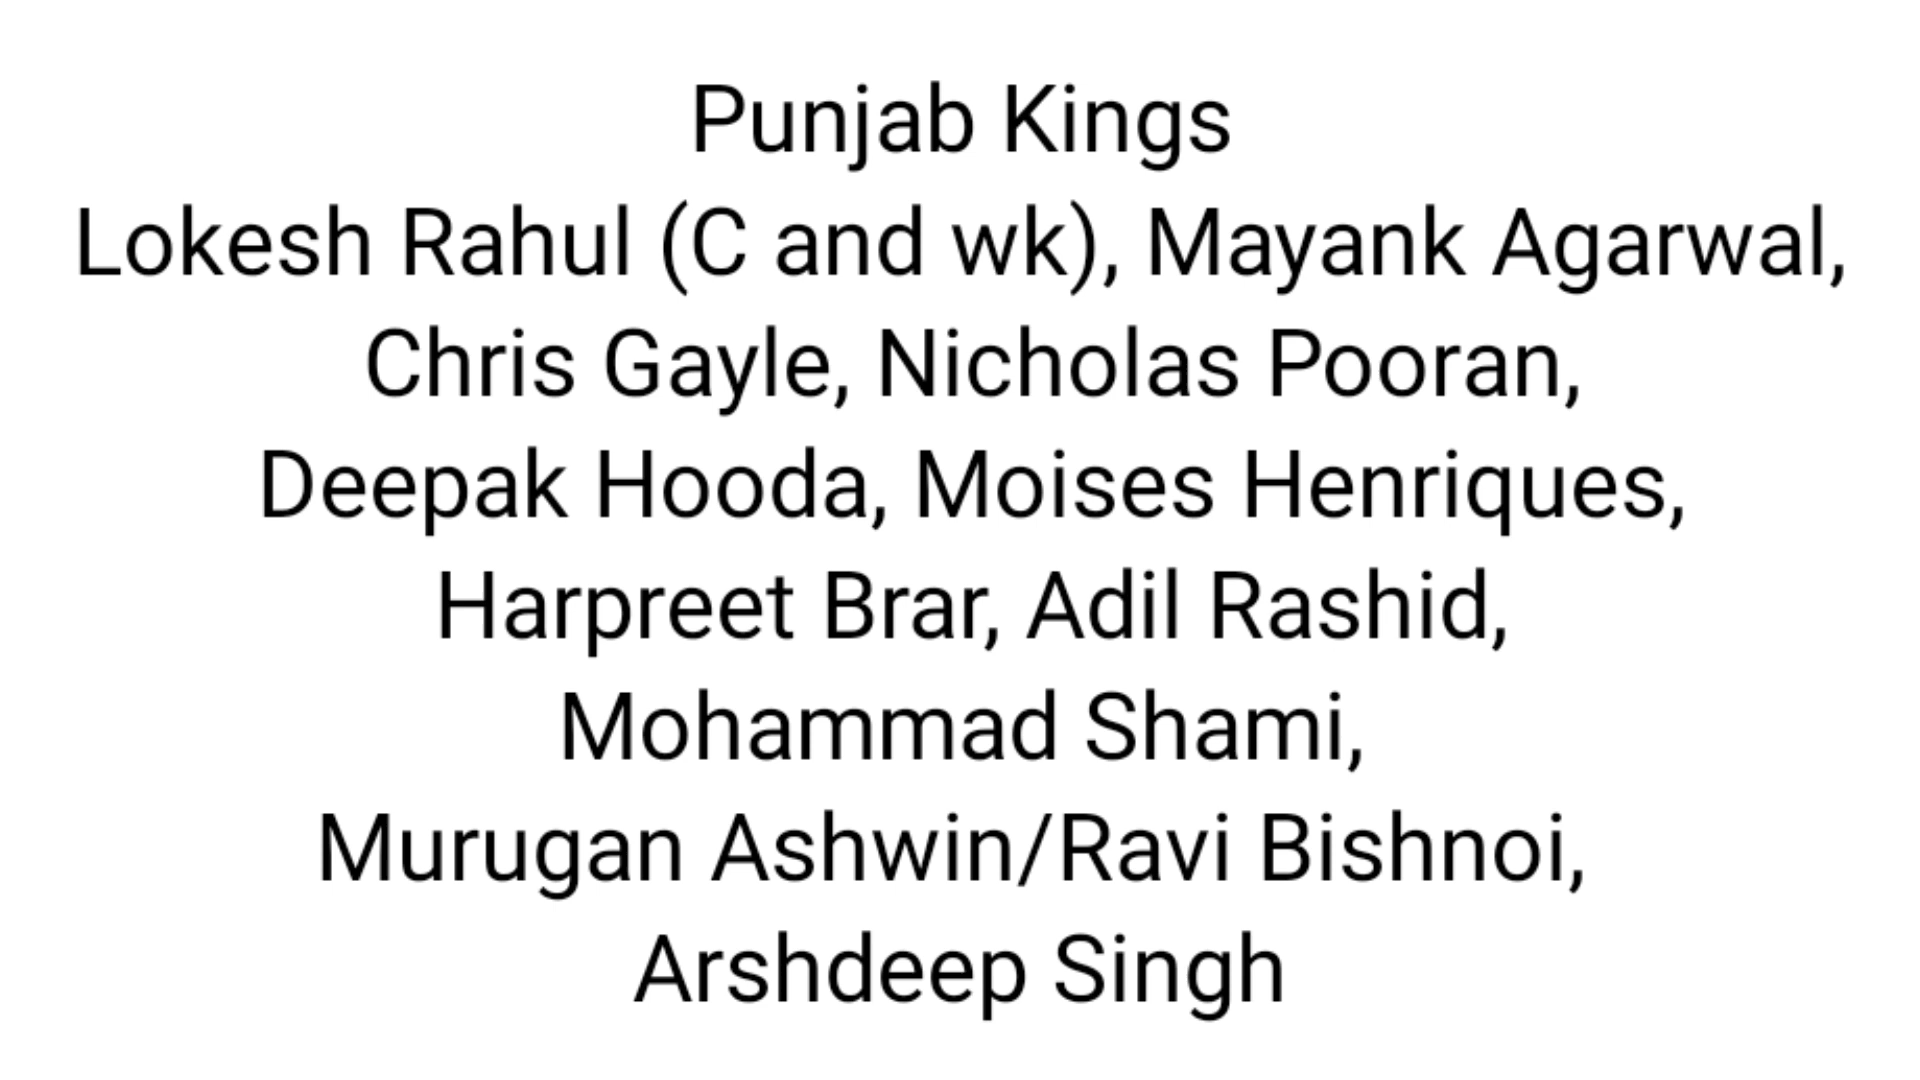 Punjab Kings
Lokesh Rahul (C and wk), Mayank Agarwal,
Chris Gayle, Nicholas Pooran,
Deepak Hooda, Moises Henriques,
Harpreet Brar, Adil Rashid,
Mohammad Shami,
Murugan Ashwin/Ravi Bishnoi,
Arshdeep Singh